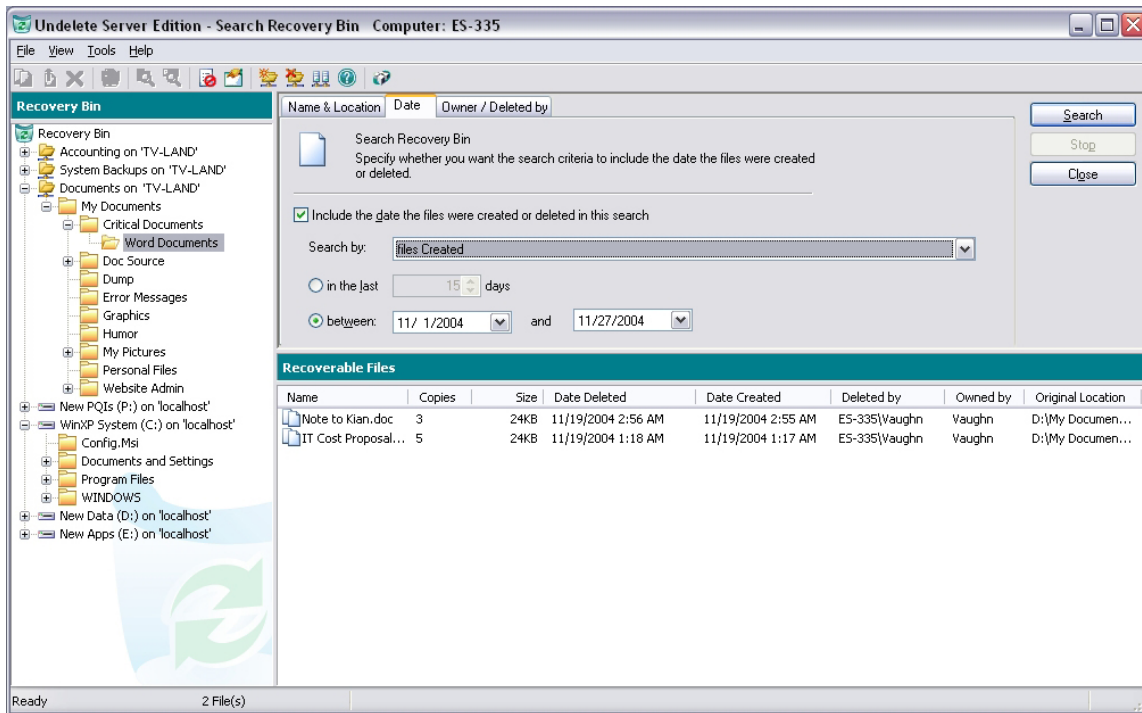 Undelete Server Edition - Search Recovery Bin Computer: ES-335
File View Tools Help
Recovery Bin
Recovery Bin
Accounting on 'TV-LAND'
System Backups on 'TV-LAND'
Documents on 'TV-LAND'
My Documents
Critical Documents
Word Documents
Doc Source
Dump
Error Messages
Graphics
Humor
My Pictures
Personal Files
Website Admin
New PQIs (P:) on 'localhost'
WinXP System (C:) on 'localhost'
Config.Msi
Documents and Settings
Program Files
WINDOWS
New Data (D:) on 'localhost'
New Apps (E:) on 'localhost'
Name & Location Date Owner / Deleted by
Search Recovery Bin
Specify whether you want the search criteria to include the date the files were created
or deleted.
Include the date the files were created or deleted in this search
Search by: files Created
in the last 15 days
between: 11/ 1/2004 and 11/27/2004
Search
Stop
Close
Recoverable Files
Name Copies Size Date Deleted Date Created Deleted by Owned by Original Location
Note to Kian.doc 3 24KB 11/19/2004 2:56 AM 11/19/2004 2:55 AM ES-335\Vaughn Vaughn D:\My Documen...
IT Cost Proposal... 5 24KB 11/19/2004 1:18 AM 11/19/2004 1:17 AM ES-335\Vaughn Vaughn D:\My Documen...
Ready 2 File(s)